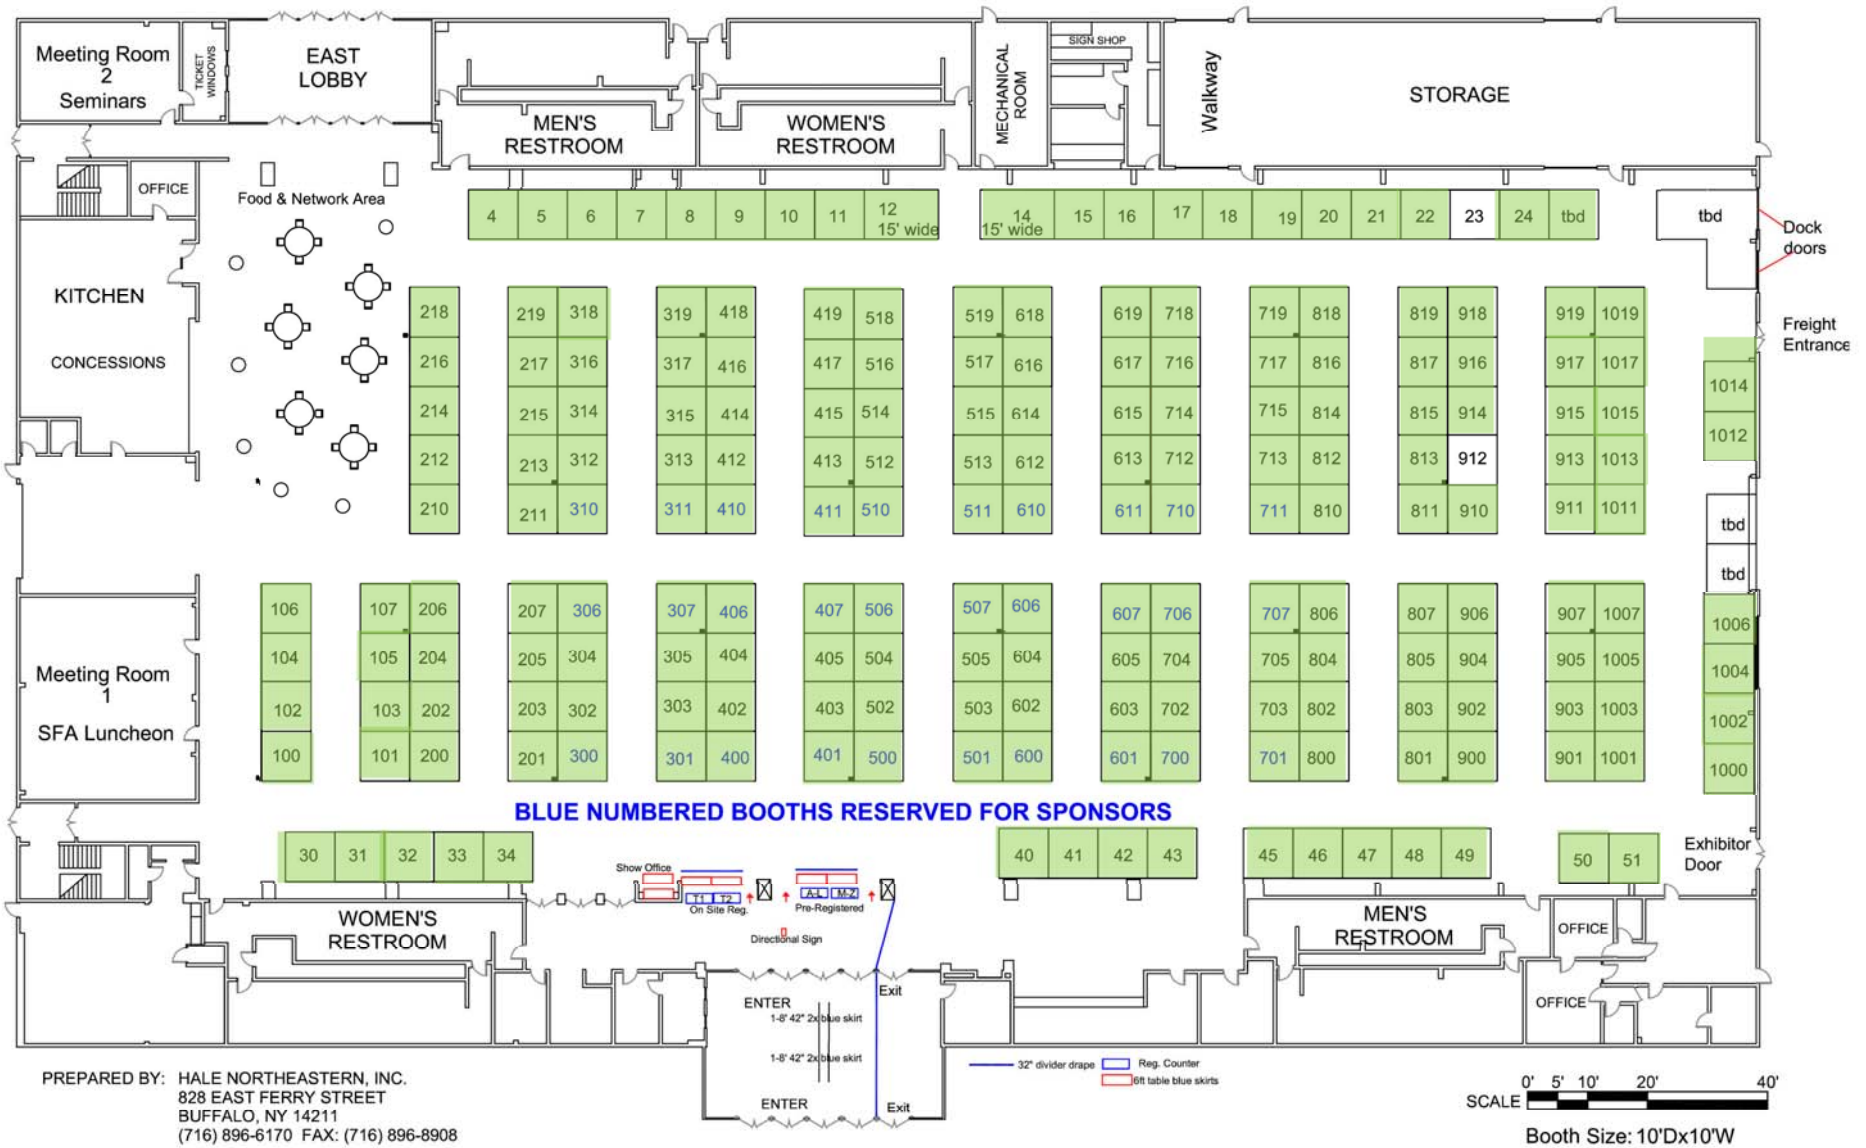 Meeting Room
2
Seminars
TICKET
WINDOWS
EAST
LOBBY
MEN'S
RESTROOM
WOMEN'S
RESTROOM
MECHANICAL
ROOM
SIGN SHOP
Walkway
STORAGE
OFFICE
Food & Network Area
4 5 6 7 8 9 10 11 12
15' wide
14 15 16 17 18 19 20 21 22 23 24 tbd
15' wide
tbd
Dock
doors
KITCHEN
CONCESSIONS
218 219 318 319 418 419 518 519 618 619 718 719 818 819 918 919 1019
Freight
Entrance
216 217 316 317 416 417 516 517 616 617 716 717 816 817 916 917 1017
1014
214 215 314 315 414 415 514 515 614 615 714 715 814 815 914 915 1015
1012
212 213 312 313 412 413 512 513 612 613 712 713 812 813 912 913 1013
210 211 310 311 410 411 510 511 610 611 710 711 810 811 910 911 1011
tbd
tbd
106 107 206 207 306 307 406 407 506 507 606 607 706 707 806 807 906 907 1007
1006
104 105 204 205 304 305 404 405 504 505 604 605 704 705 804 805 904 905 1005
1004
102 103 202 203 302 303 402 403 502 503 602 603 702 703 802 803 902 903 1003
1002
100 101 200 201 300 301 400 401 500 501 600 601 700 701 800 801 900 901 1001
1000
Meeting Room
1
SFA Luncheon
BLUE NUMBERED BOOTHS RESERVED FOR SPONSORS
30 31 32 33 34
40 41 42 43
45 46 47 48 49
50 51
Exhibitor
Door
Show Office
T1 T2
On Site Reg.
A-L M-Z
Pre-Registered
Directional Sign
WOMEN'S
RESTROOM
MEN'S
RESTROOM
OFFICE
OFFICE
ENTER
Exit
1-8' 42" 2x blue skirt
1-8' 42" 2x blue skirt
ENTER
Exit
32" divider drape
Reg. Counter
6ft table blue skirts
PREPARED BY: HALE NORTHEASTERN, INC.
828 EAST FERRY STREET
BUFFALO, NY 14211
(716) 896-6170 FAX: (716) 896-8908
0' 5' 10' 20' 40'
SCALE
Booth Size: 10'Dx10'W